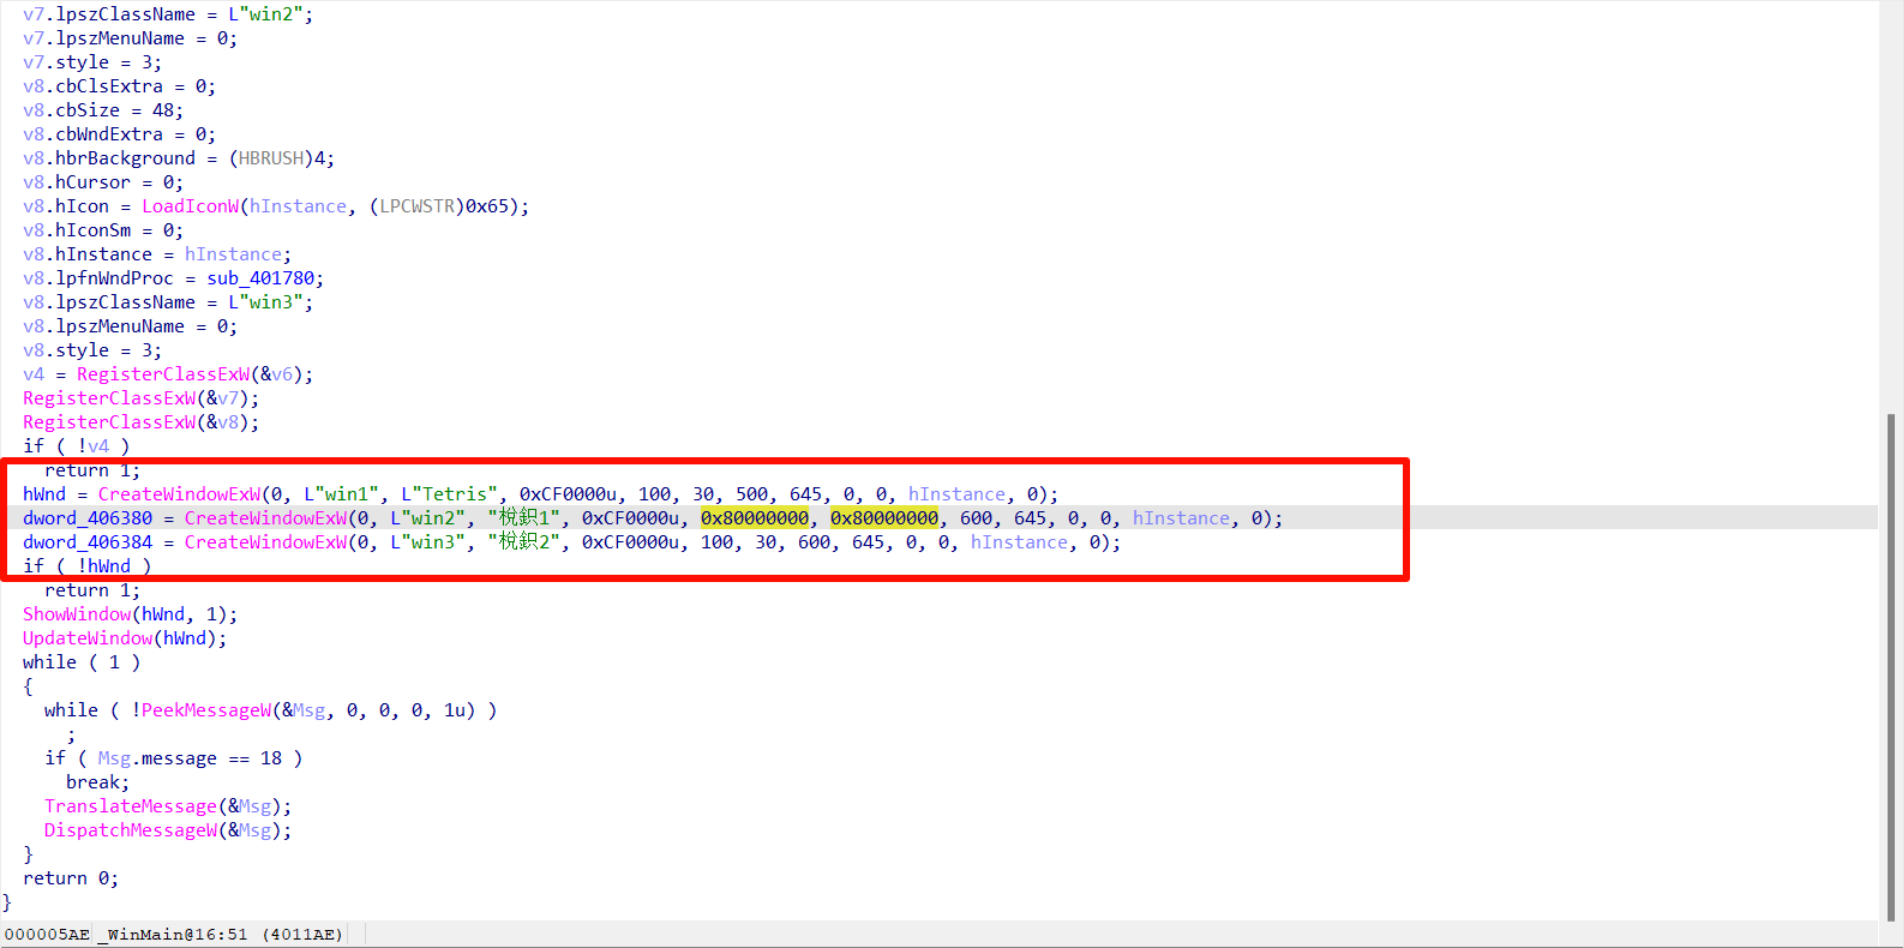 v7.lpszClassName = L"win2";
v7.lpszMenuName = 0;
v7.style = 3;
v8.cbClsExtra = 0;
v8.cbSize = 48;
v8.cbWndExtra = 0;
v8.hbrBackground = (HBRUSH)4;
v8.hCursor = 0;
v8.hIcon = LoadIconW(hInstance, (LPCWSTR)0x65);
v8.hIconSm = 0;
v8.hInstance = hInstance;
v8.lpfnWndProc = sub_401780;
v8.lpszClassName = L"win3";
v8.lpszMenuName = 0;
v8.style = 3;
v4 = RegisterClassExW(&v6);
RegisterClassExW(&v7);
RegisterClassExW(&v8);
if ( !v4 )
return 1;
hWnd = CreateWindowExW(0, L"win1", L"Tetris", 0xCF0000u, 100, 30, 500, 645, 0, 0, hInstance, 0);
dword_406380 = CreateWindowExW(0, L"win2", "梲鉙1", 0xCF0000u, 0x80000000, 0x80000000, 600, 645, 0, 0, hInstance, 0);
dword_406384 = CreateWindowExW(0, L"win3", "梲鉙2", 0xCF0000u, 100, 30, 600, 645, 0, 0, hInstance, 0);
if ( !hWnd )
return 1;
ShowWindow(hWnd, 1);
UpdateWindow(hWnd);
while ( 1 )
{
while ( !PeekMessageW(&Msg, 0, 0, 0, 1u) )
;
if ( Msg.message == 18 )
break;
TranslateMessage(&Msg);
DispatchMessageW(&Msg);
}
return 0;
}
000005AE _WinMain@16:51 (4011AE)